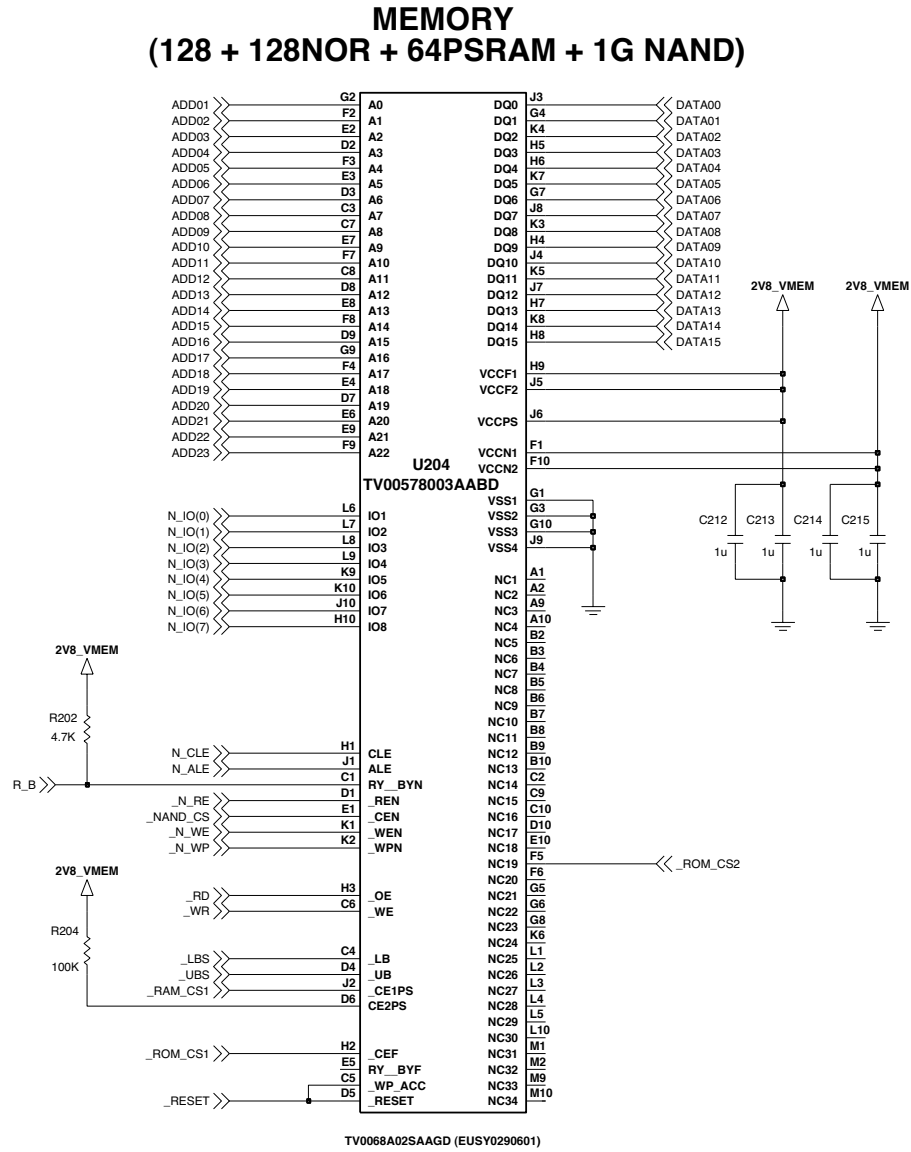 MEMORY
(128 + 128NOR + 64PSRAM + 1G NAND)
ADD01 G2 A0 DQ0 J3 DATA00
ADD02 F2 A1 DQ1 G4 DATA01
ADD03 E2 A2 DQ2 K4 DATA02
ADD04 D2 A3 DQ3 H5 DATA03
ADD05 F3 A4 DQ4 H6 DATA04
ADD06 E3 A5 DQ5 K7 DATA05
ADD07 D3 A6 DQ6 G7 DATA06
ADD08 C3 A7 DQ7 J8 DATA07
ADD09 C7 A8 DQ8 K3 DATA08
ADD10 E7 A9 DQ9 H4 DATA09
ADD11 F7 A10 DQ10 J4 DATA10
ADD12 C8 A11 DQ11 K5 DATA11
ADD13 D8 A12 DQ12 J7 DATA12
2V8_VMEM 2V8_VMEM
ADD14 E8 A13 DQ13 H7 DATA13
ADD15 F8 A14 DQ14 K8 DATA14
ADD16 D9 A15 DQ15 H8 DATA15
ADD17 G9 A16
ADD18 F4 A17 VCCF1 H9
ADD19 E4 A18 VCCF2 J5
ADD20 D7 A19
ADD21 E6 A20 VCCPS J6
ADD22 E9 A21
ADD23 F9 A22 VCCN1 F1
U204 VCCN2 F10
TV00578003AABD
VSS1 G1
N_IO(0) L6 IO1 VSS2 G3
N_IO(1) L7 IO2 VSS3 G10
N_IO(2) L8 IO3 VSS4 J9
C212 C213 C214 C215
1u 1u 1u 1u
N_IO(3) L9 IO4
N_IO(4) K9 IO5 NC1 A1
N_IO(5) K10 IO6 NC2 A2
N_IO(6) J10 IO7 NC3 A9
N_IO(7) H10 IO8 NC4 A10
NC5 B2
2V8_VMEM
NC6 B3
NC7 B4
NC8 B5
NC9 B6
R202
4.7K
NC10 B7
NC11 B8
N_CLE H1 CLE NC12 B9
N_ALE J1 ALE NC13 B10
R_B C1 RY__BYN NC14 C2
_N_RE D1 _REN NC15 C9
_NAND_CS E1 _CEN NC16 C10
_N_WE K1 _WEN NC17 D10
_N_WP K2 _WPN NC18 E10
NC19 F5 _ROM_CS2
2V8_VMEM
NC20 F6
_RD H3 _OE NC21 G5
_WR C6 _WE NC22 G6
R204
100K
NC23 G8
NC24 K6
_LBS C4 _LB NC25 L1
_UBS D4 _UB NC26 L2
_RAM_CS1 J2 _CE1PS NC27 L3
D6 CE2PS NC28 L4
NC29 L5
NC30 L10
_ROM_CS1 H2 _CEF NC31 M1
E5 RY__BYF NC32 M2
C5 _WP_ACC NC33 M9
_RESET D5 _RESET NC34 M10
TV0068A02SAAGD (EUSY0290601)